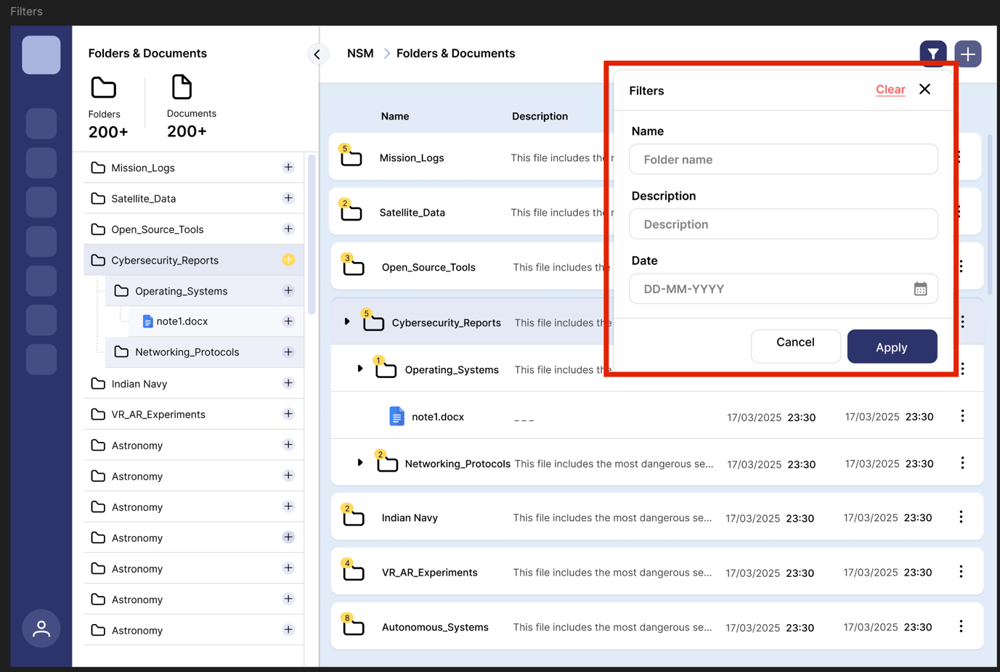 Filters
Folders & Documents
Folders
200+
Documents
200+
Mission_Logs
Satellite_Data
Open_Source_Tools
Cybersecurity_Reports
Operating_Systems
note1.docx
Networking_Protocols
Indian Navy
VR_AR_Experiments
Astronomy
Astronomy
Astronomy
Astronomy
Astronomy
Astronomy
Astronomy
NSM > Folders & Documents
Name Description
5 Mission_Logs This file includes the
2 Satellite_Data This file includes the
3 Open_Source_Tools This file includes the
5 Cybersecurity_Reports This file includes the
1 Operating_Systems This file includes the
note1.docx _ _ _ 17/03/2025 23:30 17/03/2025 23:30
2 Networking_Protocols This file includes the most dangerous se... 17/03/2025 23:30 17/03/2025 23:30
2 Indian Navy This file includes the most dangerous se... 17/03/2025 23:30 17/03/2025 23:30
4 VR_AR_Experiments This file includes the most dangerous se... 17/03/2025 23:30 17/03/2025 23:30
8 Autonomous_Systems This file includes the most dangerous se... 17/03/2025 23:30 17/03/2025 23:30
Filters Clear
Name
Folder name
Description
Description
Date
DD-MM-YYYY
Cancel Apply